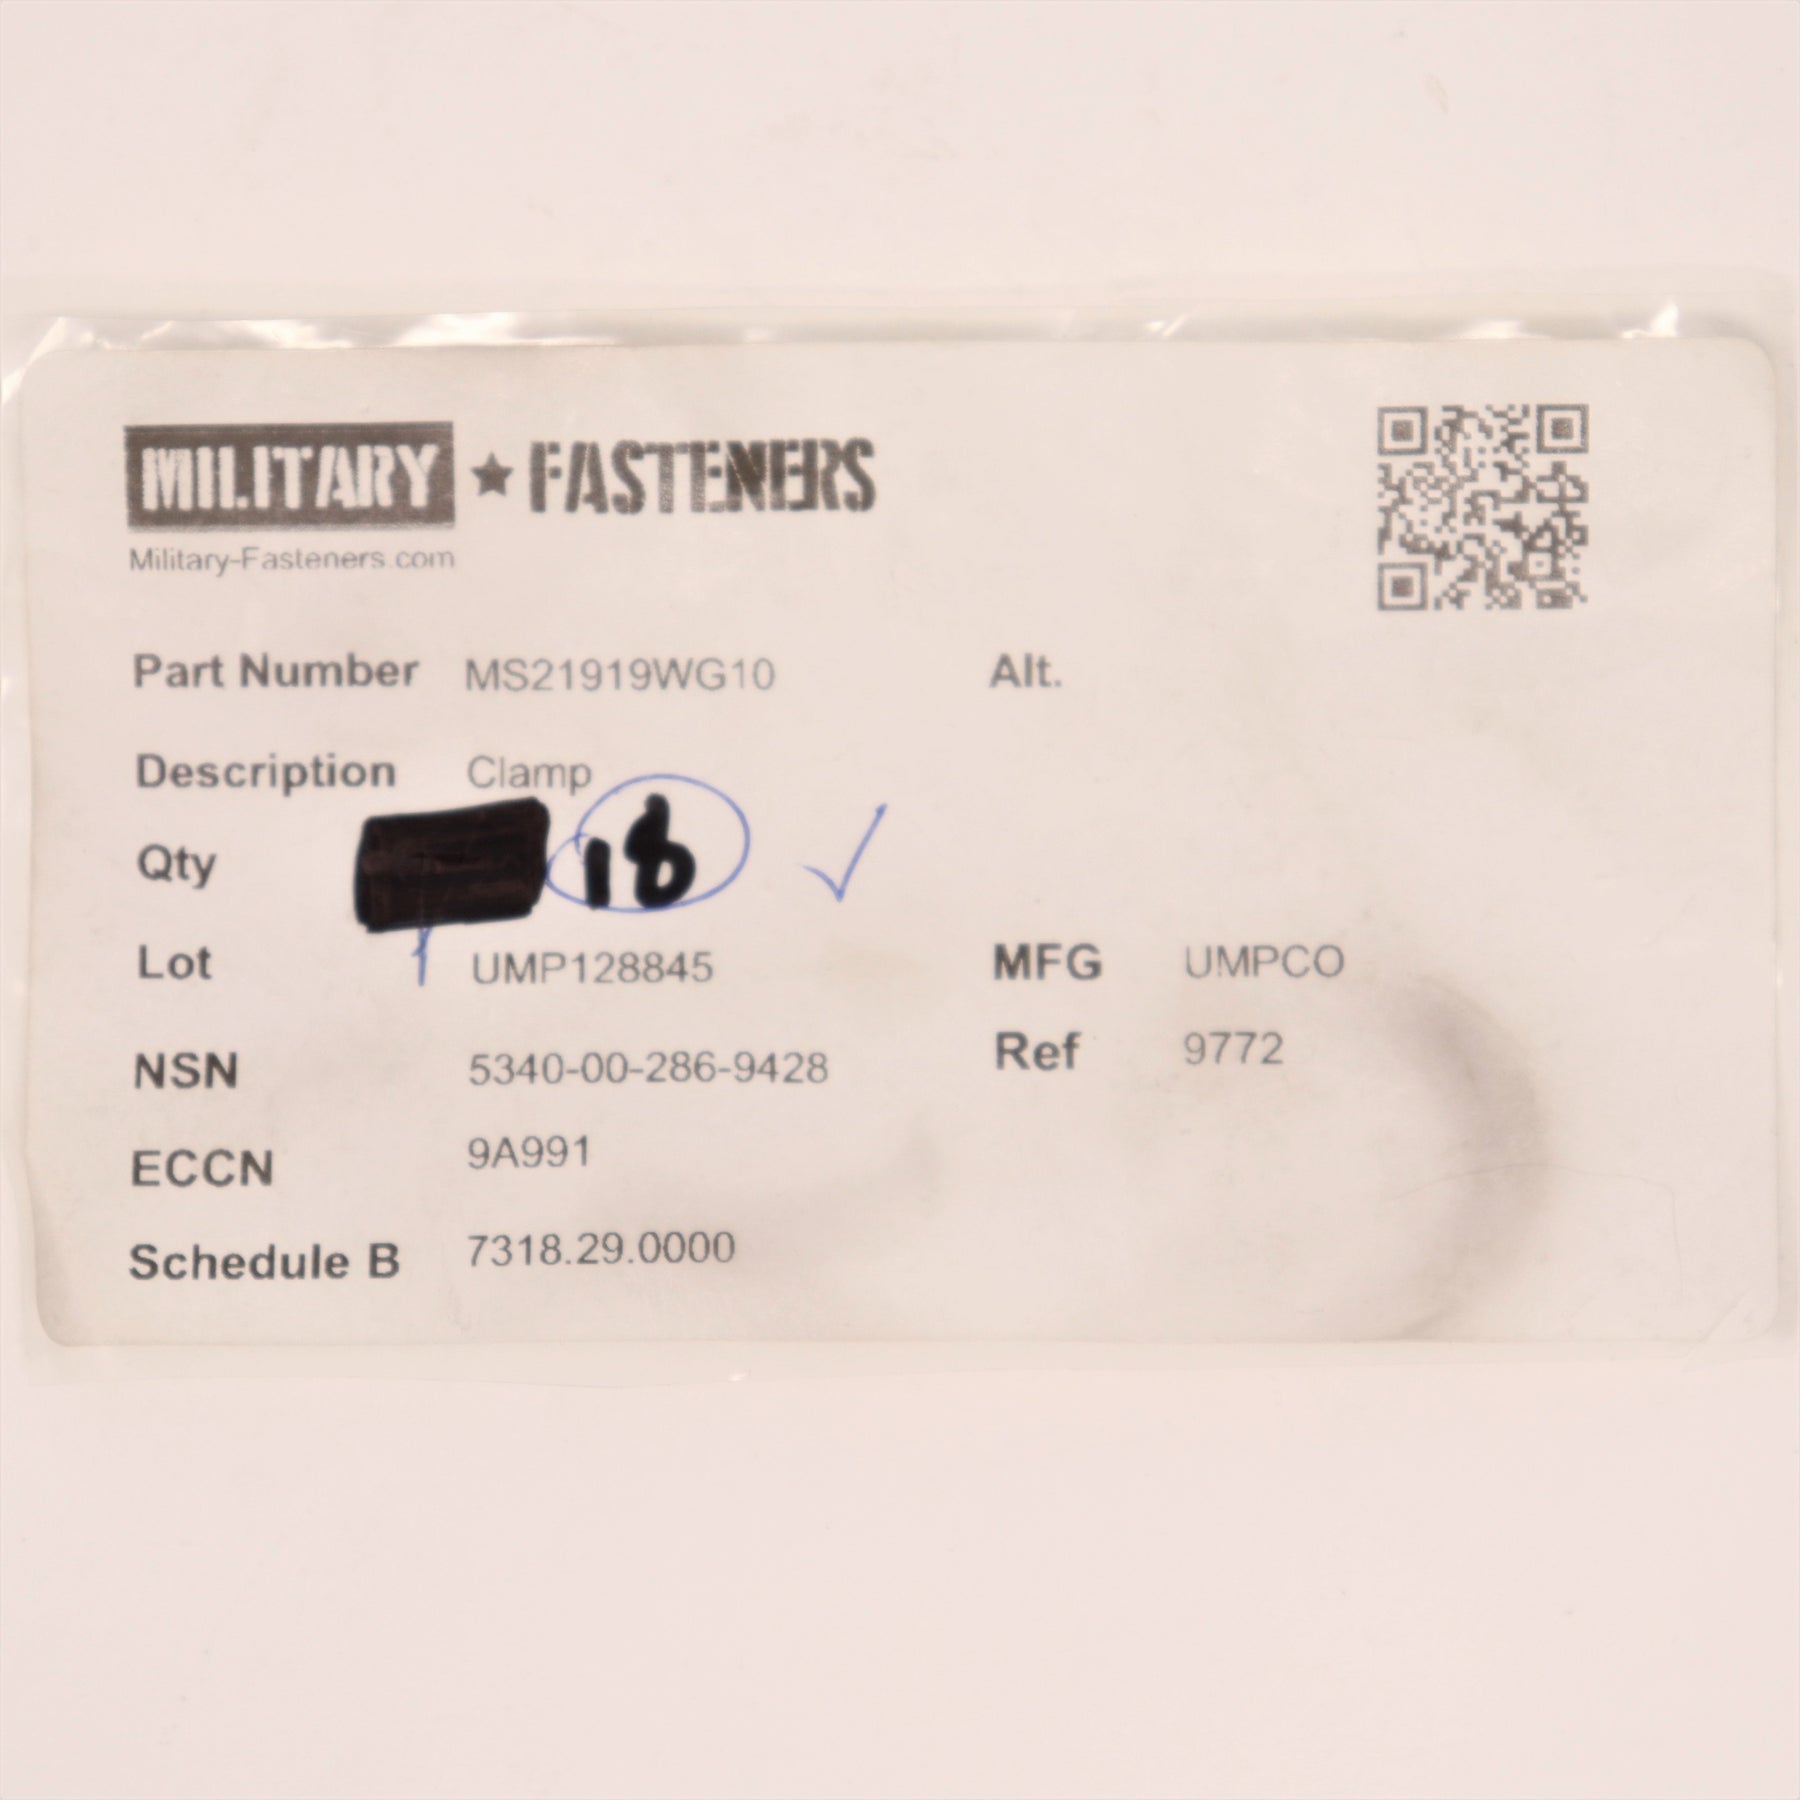 MILITARY ★ FASTENERS
Military-Fasteners.com
Part Number MS21919WG10 Alt.
Description Clamp
Qty 18
Lot UMP128845 MFG UMPCO
NSN 5340-00-286-9428 Ref 9772
ECCN 9A991
Schedule B 7318.29.0000